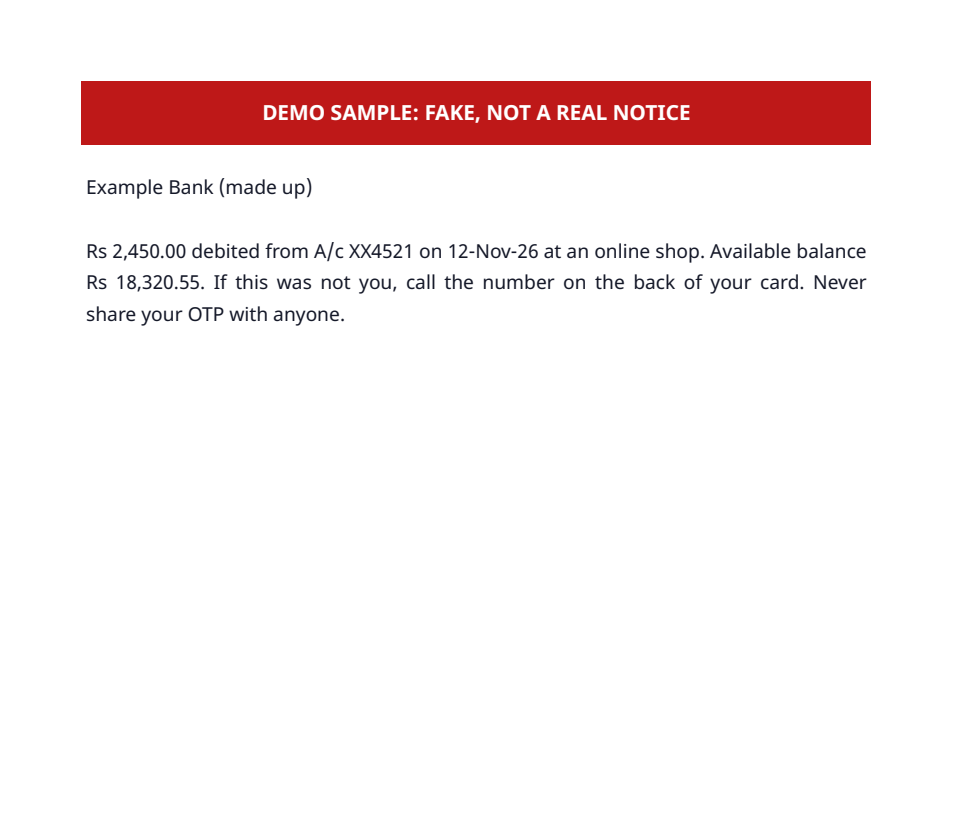 DEMO SAMPLE: FAKE, NOT A REAL NOTICE
Example Bank (made up)
Rs 2,450.00 debited from A/c XX4521 on 12-Nov-26 at an online shop. Available balance
Rs 18,320.55. If this was not you, call the number on the back of your card. Never
share your OTP with anyone.